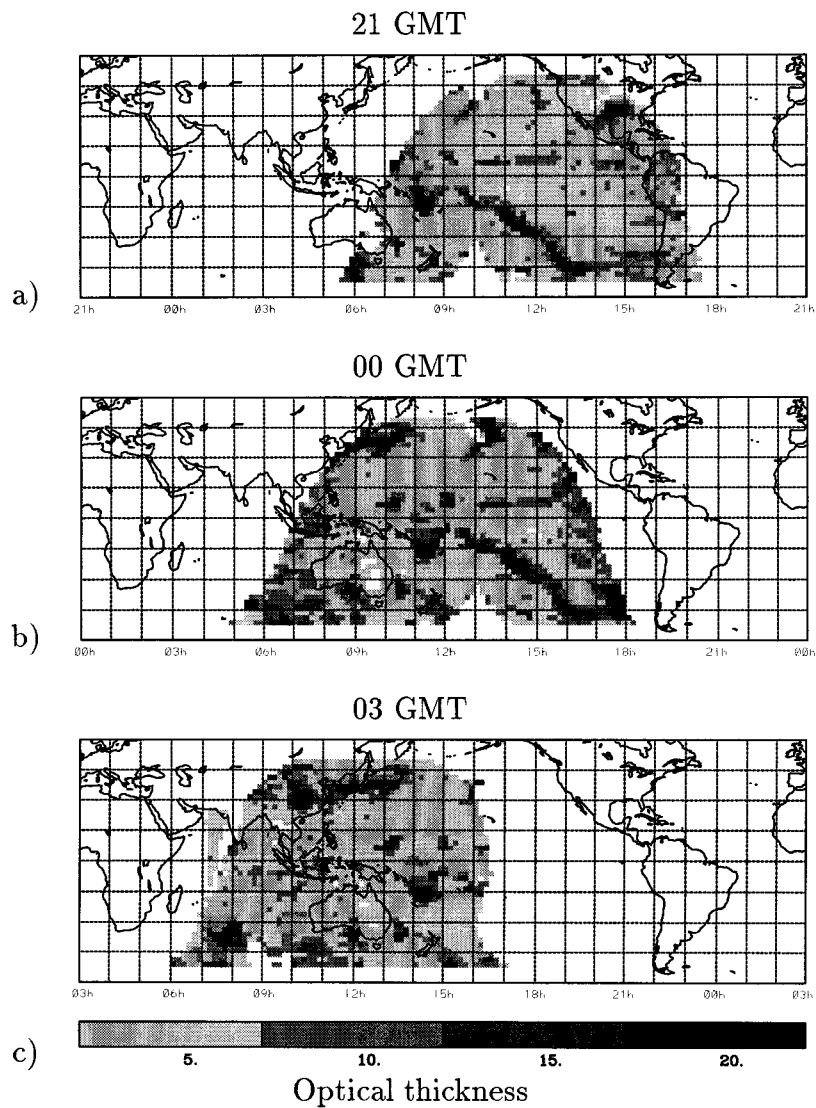 21 GMT
a)
21h 00h 03h 06h 09h 12h 15h 18h 21h
00 GMT
b)
00h 03h 06h 09h 12h 15h 18h 21h 00h
03 GMT
03h 06h 09h 12h 15h 18h 21h 00h 03h
c)
5. 10. 15. 20.
Optical thickness